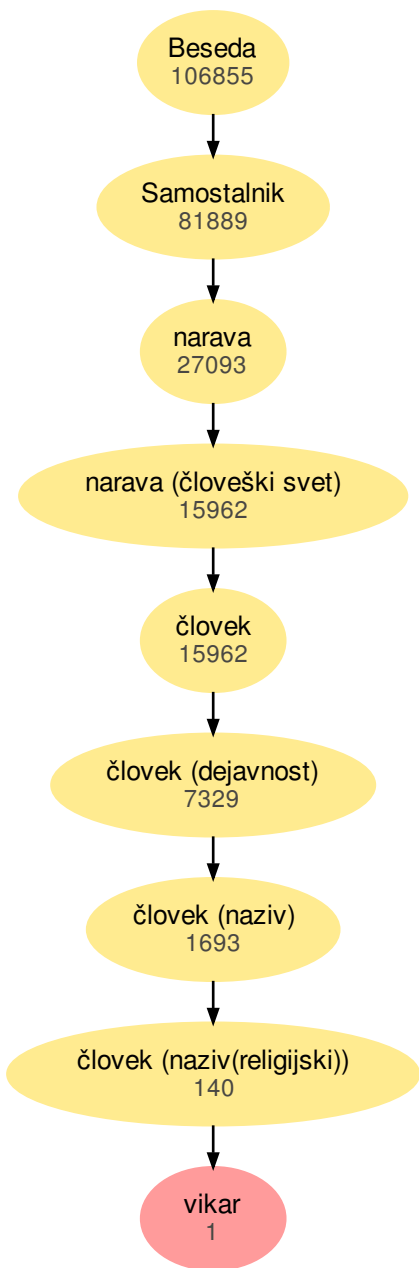 Beseda
106855
Samostalnik
81889
narava
27093
narava (človeški svet)
15962
človek
15962
človek (dejavnost)
7329
človek (naziv)
1693
človek (naziv(religijski))
140
vikar
1